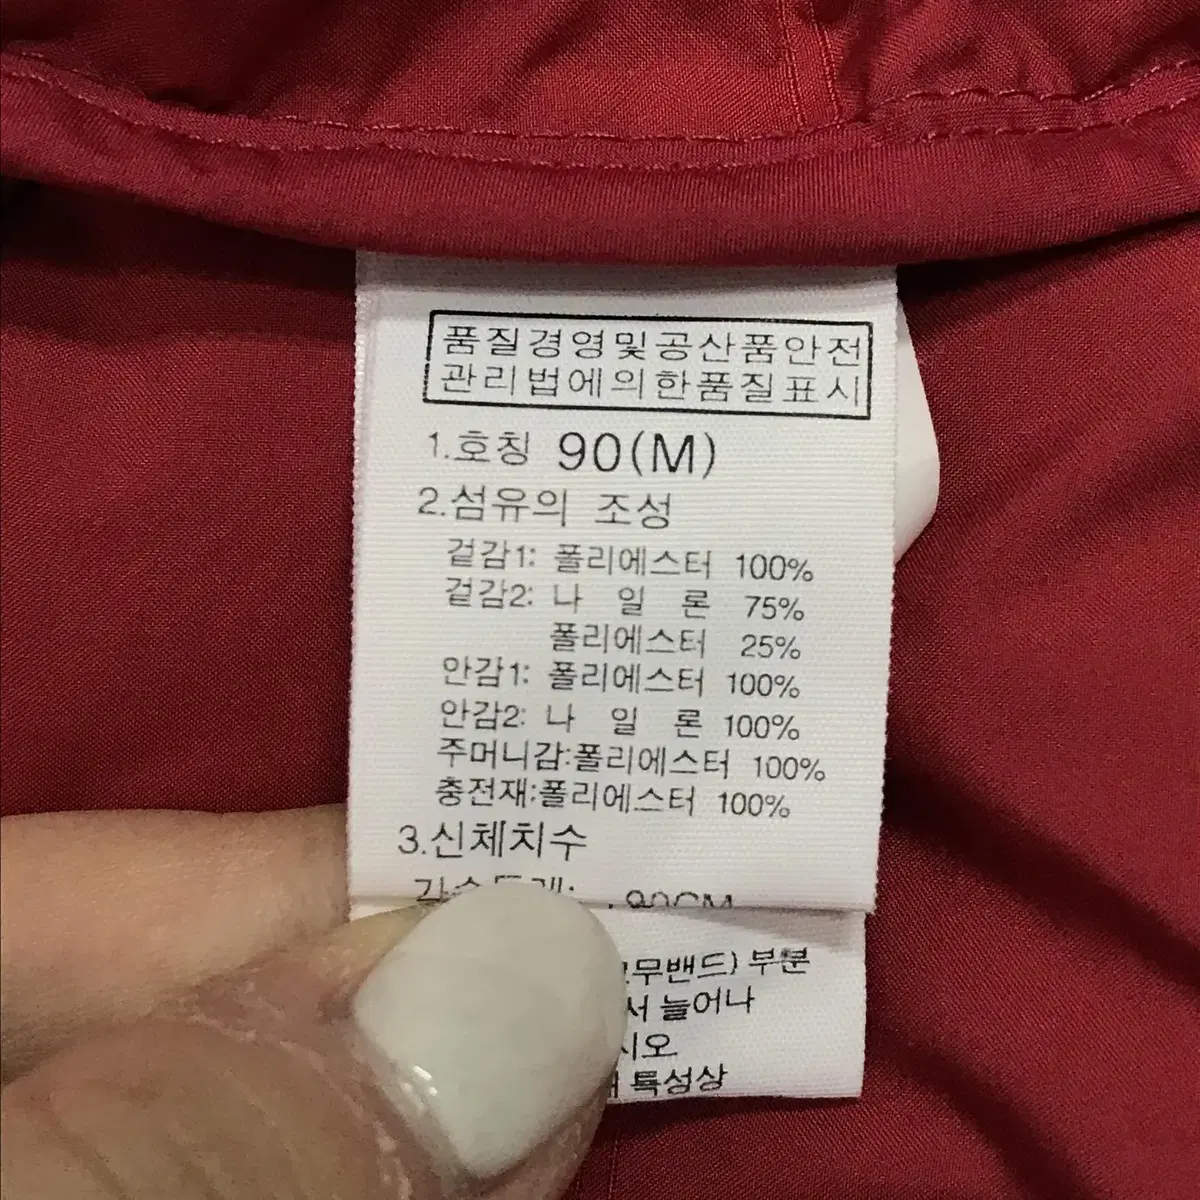 품질경영및공산품안전
관리법에의한품질표시
1.호칭 90(M)
2.섬유의 조성
겉감1: 폴리에스터 100%
겉감2: 나 일 론 75%
폴리에스터 25%
안감1: 폴리에스터 100%
안감2: 나 일 론 100%
주머니감:폴리에스터 100%
충전재:폴리에스터 100%
3.신체치수
90CM
부분
늘어나
시오
특성상